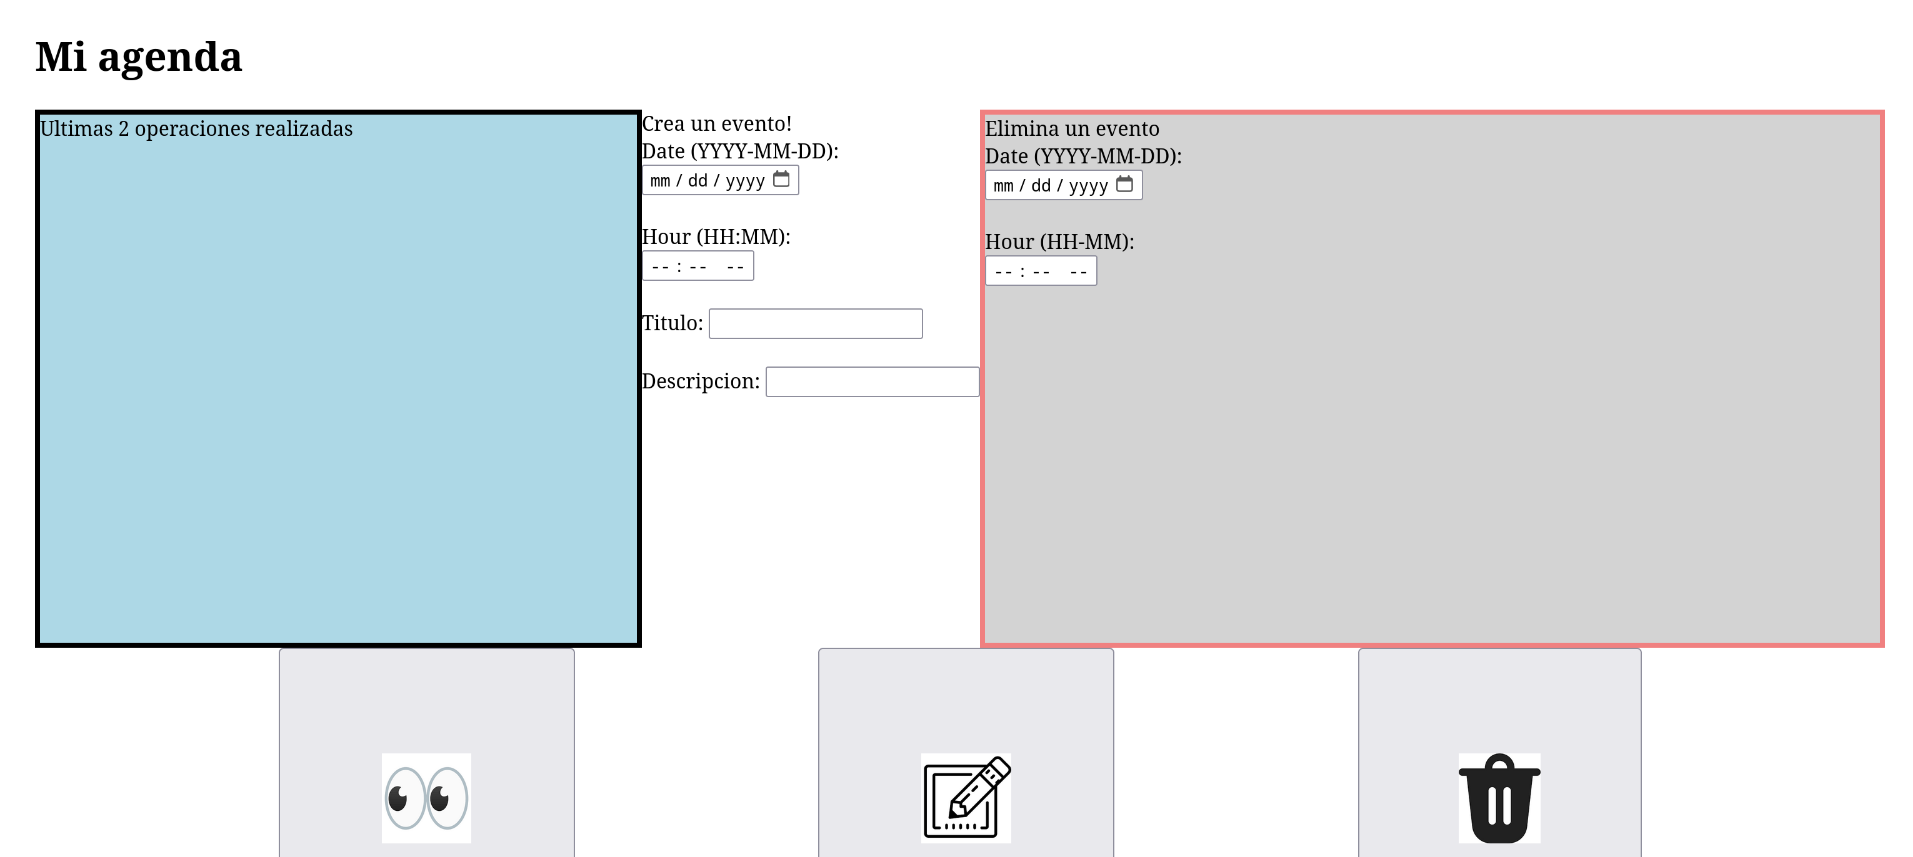 Mi agenda
Ultimas 2 operaciones realizadas
Crea un evento!
Date (YYYY-MM-DD):
mm / dd / yyyy
Hour (HH:MM):
-- : -- --
Titulo:
Descripcion:
Elimina un evento
Date (YYYY-MM-DD):
mm / dd / yyyy
Hour (HH-MM):
-- : -- --